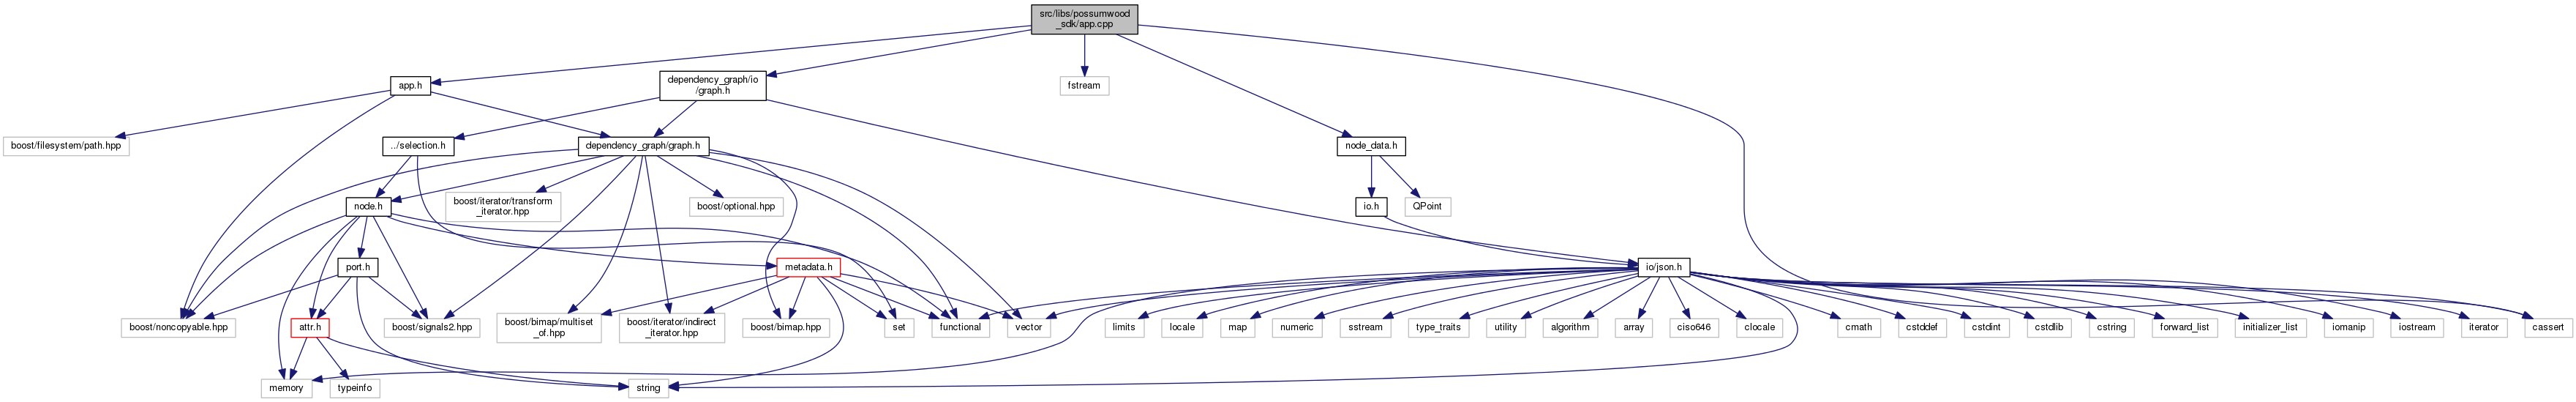 src/libs/possumwood
_sdk/app.cpp
app.h
dependency_graph/io
/graph.h
fstream
boost/filesystem/path.hpp
../selection.h
dependency_graph/graph.h
node_data.h
node.h
boost/iterator/transform
_iterator.hpp
boost/optional.hpp
io.h
QPoint
port.h
metadata.h
io/json.h
boost/noncopyable.hpp
attr.h
boost/signals2.hpp
boost/bimap/multiset
_of.hpp
boost/iterator/indirect
_iterator.hpp
boost/bimap.hpp
set
functional
vector
limits
locale
map
numeric
sstream
type_traits
utility
algorithm
array
ciso646
clocale
cmath
cstddef
cstdint
cstdlib
cstring
forward_list
initializer_list
iomanip
iostream
iterator
cassert
memory
typeinfo
string